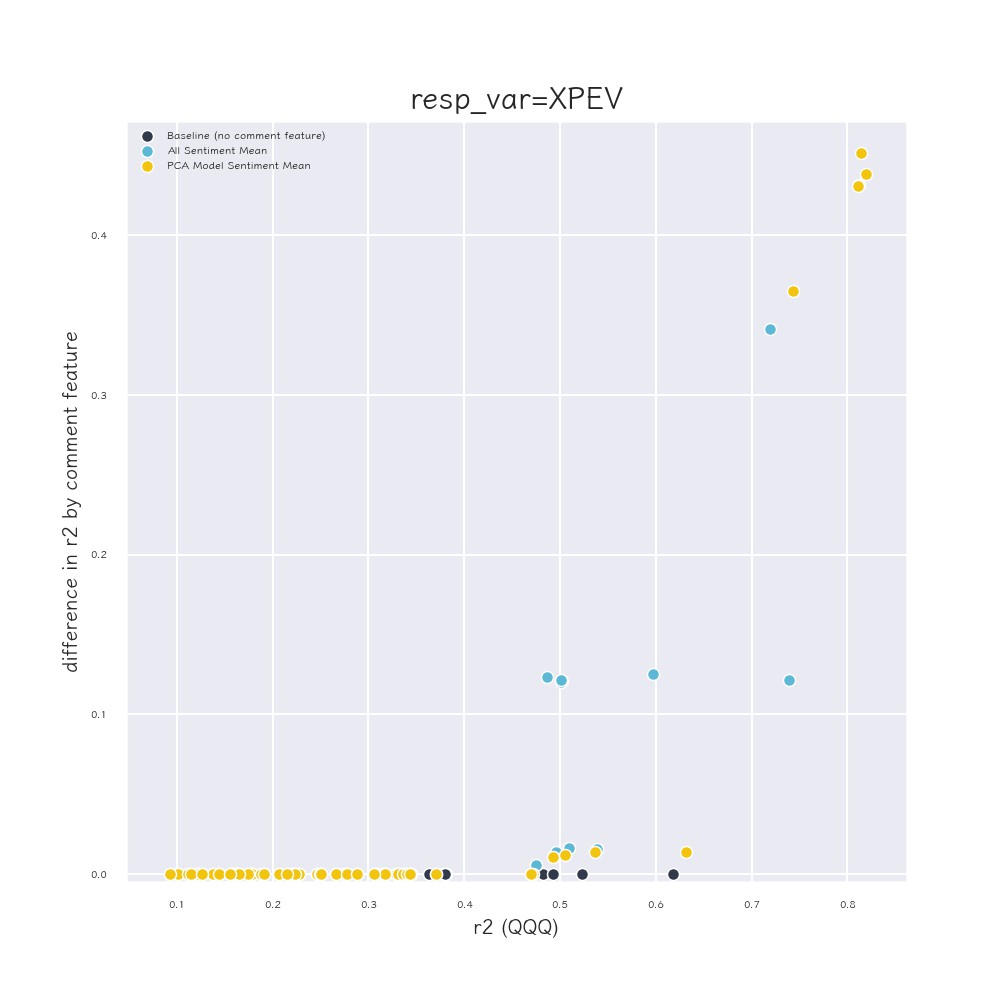 resp_var=XPEV
Baseline (no comment feature)
All Sentiment Mean
PCA Model Sentiment Mean
difference in r2 by comment feature
0.4
0.3
0.2
0.1
0.0
0.1 0.2 0.3 0.4 0.5 0.6 0.7 0.8
r2 (QQQ)